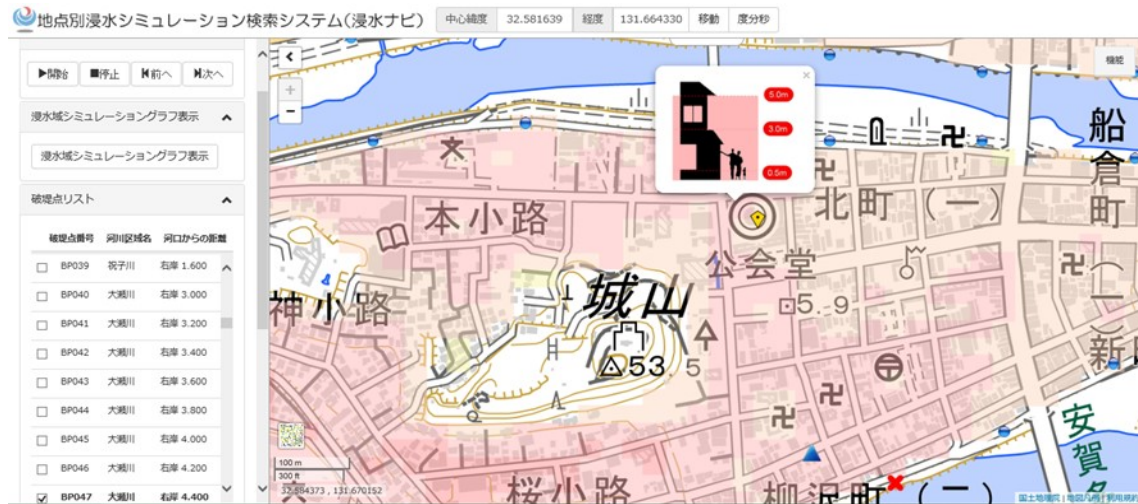 地点別浸水シミュレーション検索システム(浸水ナビ)
中心緯度 32.581639 経度 131.664330 移動 度分秒
▶開始 ■停止 前へ 次へ
浸水域シミュレーショングラフ表示
浸水域シミュレーショングラフ表示
破堤点リスト
破堤点番号 河川区域名 河口からの距離
BP039 祝子川 右岸 1.600
BP040 大瀬川 右岸 3.000
BP041 大瀬川 右岸 3.200
BP042 大瀬川 右岸 3.400
BP043 大瀬川 右岸 3.600
BP044 大瀬川 右岸 3.800
BP045 大瀬川 右岸 4.000
BP046 大瀬川 右岸 4.200
BP047 大瀬川 右岸 4.400
機能
5.0m
3.0m
0.5m
船倉町
北町(一)
本小路
公会堂
城山
神小路
5.9
53
5
(一)
新
安賀
桜小路
柳沢町(二)
100 m
300 ft
32.584373 , 131.670152
国土地理院